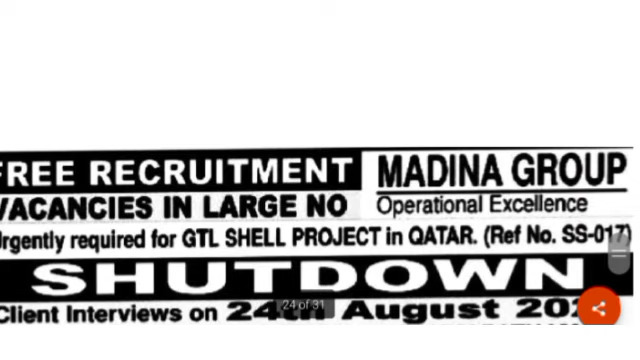 FREE RECRUITMENT
VACANCIES IN LARGE NO
MADINA GROUP
Operational Excellence
Urgently required for GTL SHELL PROJECT in QATAR. (Ref No. SS-017)
SHUTDOWN
Client Interviews on 24th August
24 of 31